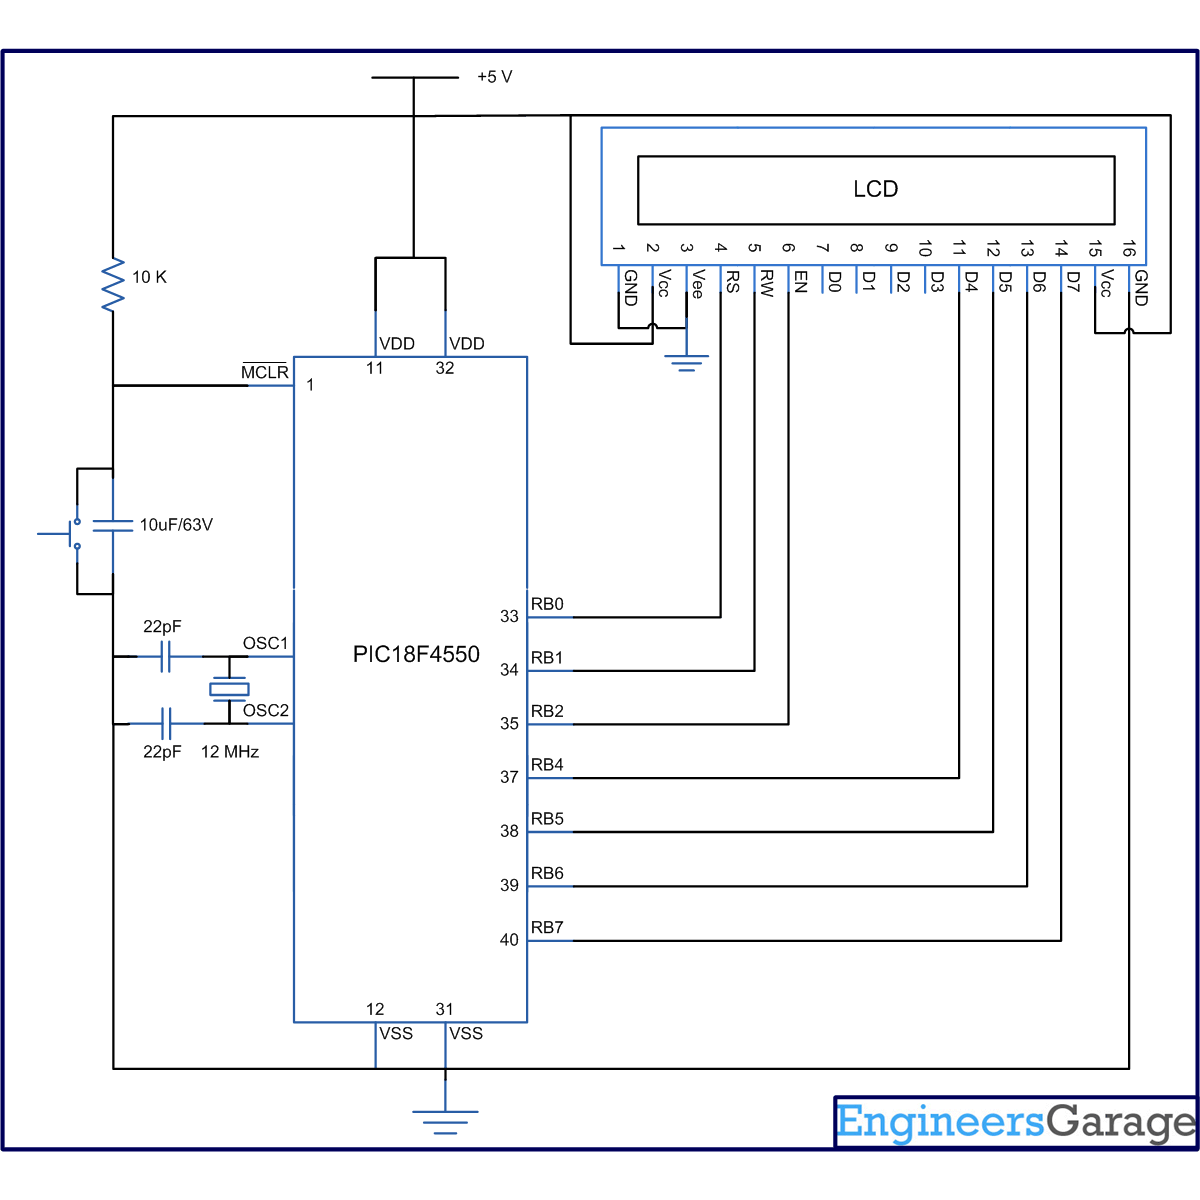 +5 V
LCD
1 2 3 4 5 6 7 8 9 10 11 12 13 14 15 16
GND Vcc Vee RS RW EN D0 D1 D2 D3 D4 D5 D6 D7 Vcc GND
10 K
VDD VDD
11 32
MCLR
1
10uF/63V
RB0
33
22pF
OSC1
PIC18F4550
RB1
34
OSC2
RB2
35
22pF
12 MHz
RB4
37
RB5
38
RB6
39
RB7
40
12 31
VSS VSS
EngineersGarage